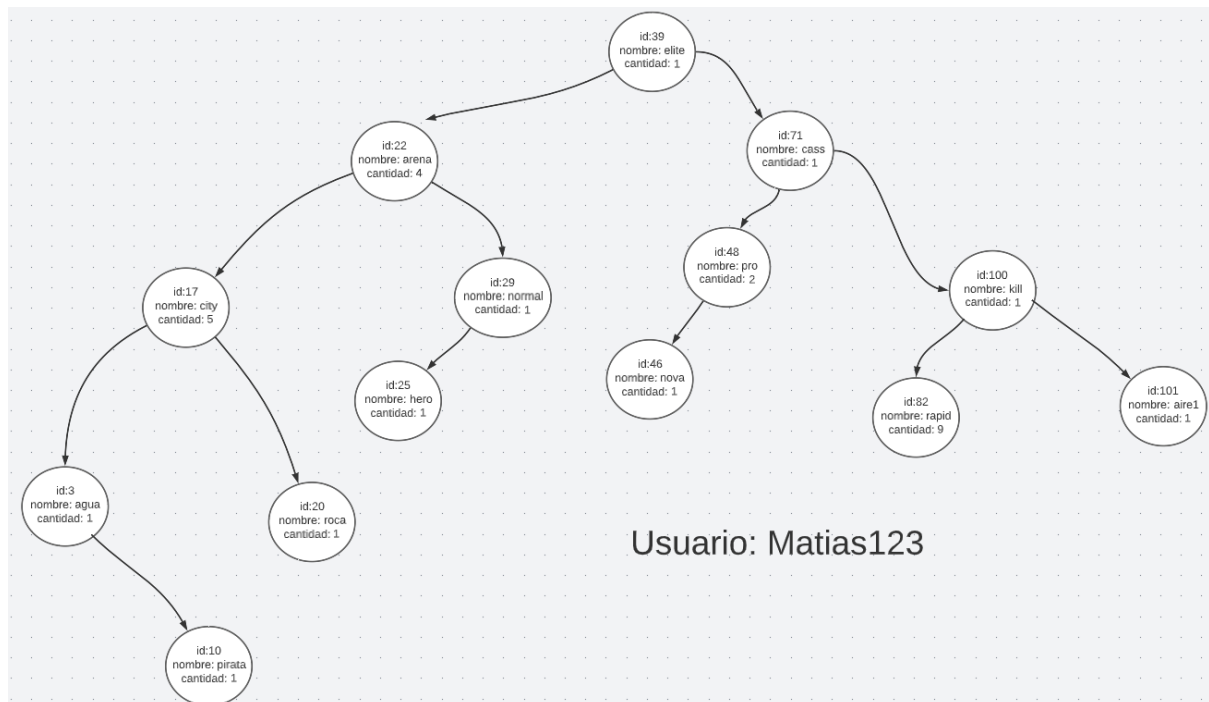 id:39
nombre: elite
cantidad: 1
id:22
nombre: arena
cantidad: 4
id:71
nombre: cass
cantidad: 1
id:17
nombre: city
cantidad: 5
id:29
nombre: normal
cantidad: 1
id:48
nombre: pro
cantidad: 2
id:100
nombre: kill
cantidad: 1
id:25
nombre: hero
cantidad: 1
id:46
nombre: nova
cantidad: 1
id:82
nombre: rapid
cantidad: 9
id:101
nombre: aire1
cantidad: 1
id:3
nombre: agua
cantidad: 1
id:20
nombre: roca
cantidad: 1
Usuario: Matias123
id:10
nombre: pirata
cantidad: 1